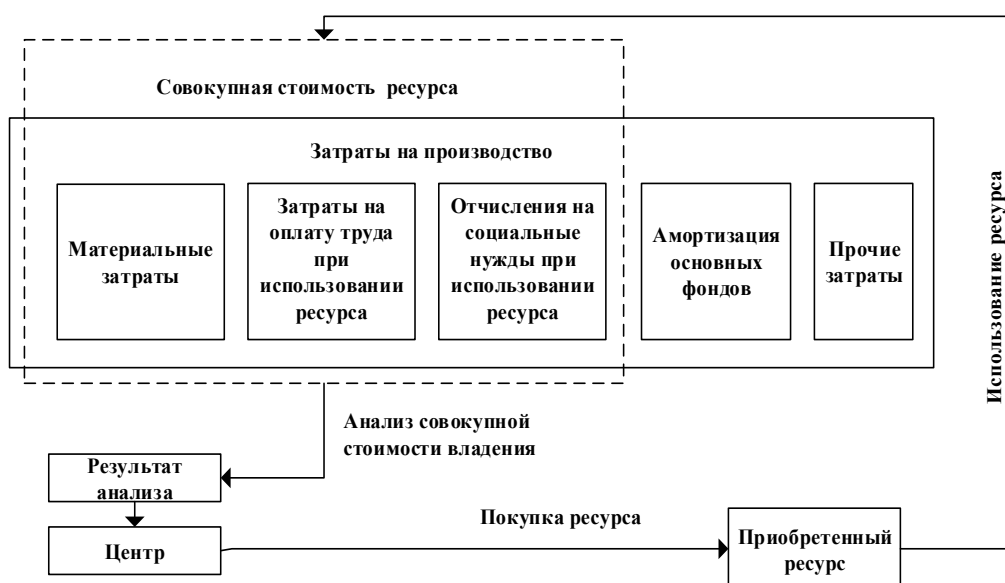 Совокупная стоимость ресурса
Затраты на производство
Материальные
затраты
Затраты на
оплату труда
при
использовании
ресурса
Отчисления на
социальные
нужды при
использовании
ресурса
Амортизация
основных
фондов
Прочие
затраты
Использование ресурса
Анализ совокупной
стоимости владения
Результат
анализа
Центр
Покупка ресурса
Приобретенный
ресурс